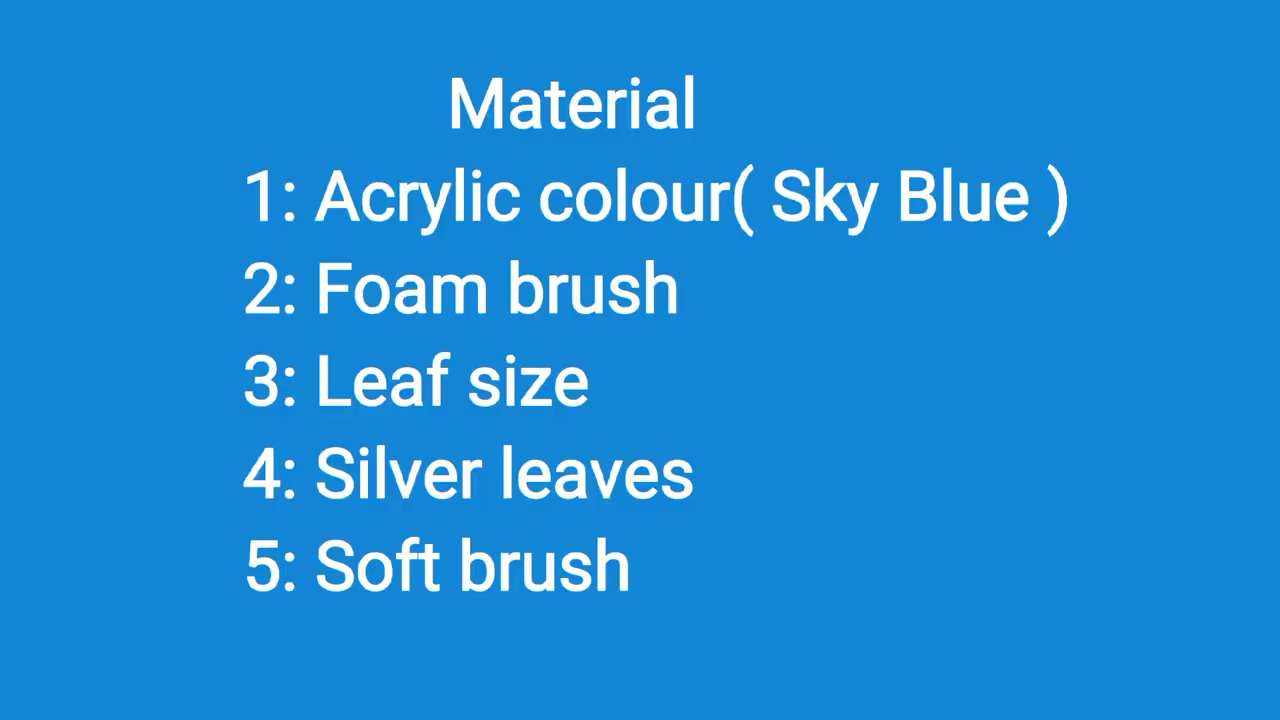 Material
1: Acrylic colour( Sky Blue )
2: Foam brush
3: Leaf size
4: Silver leaves
5: Soft brush